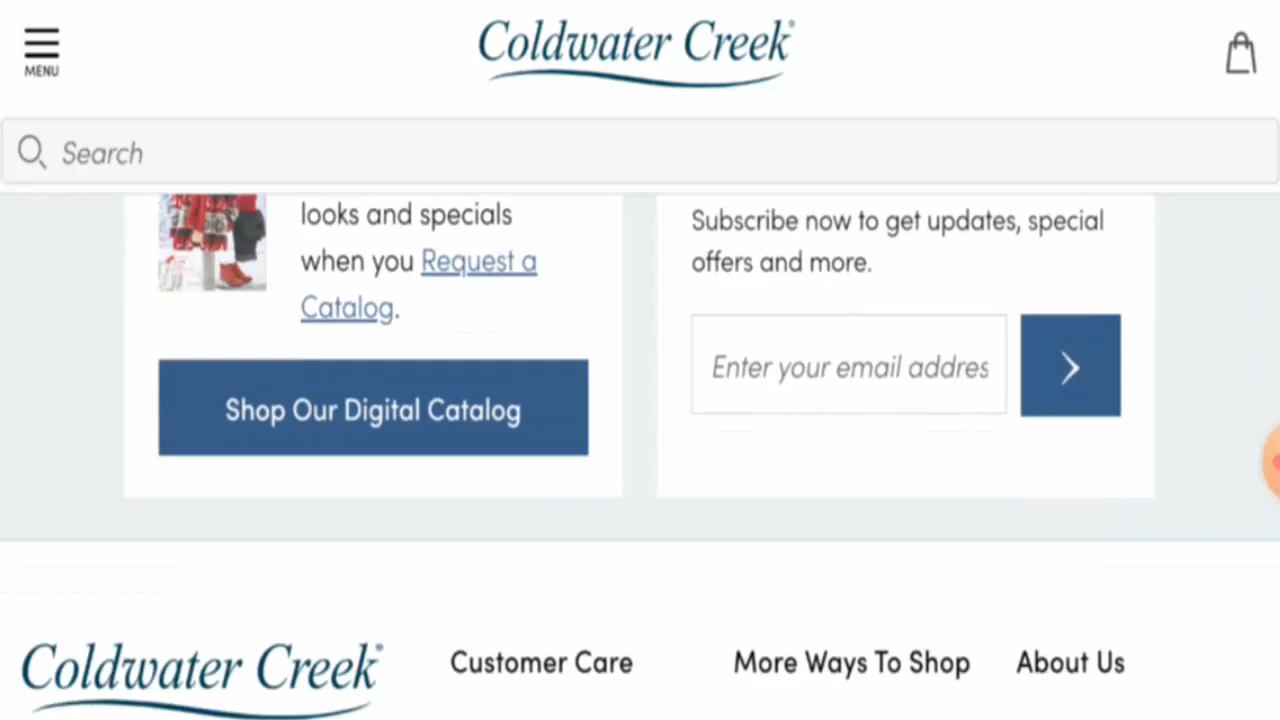 MENU
Coldwater Creek®
Search
looks and specials
when you Request a
Catalog.
Shop Our Digital Catalog
Subscribe now to get updates, special
offers and more.
Enter your email addres
Coldwater Creek®
Customer Care
More Ways To Shop
About Us